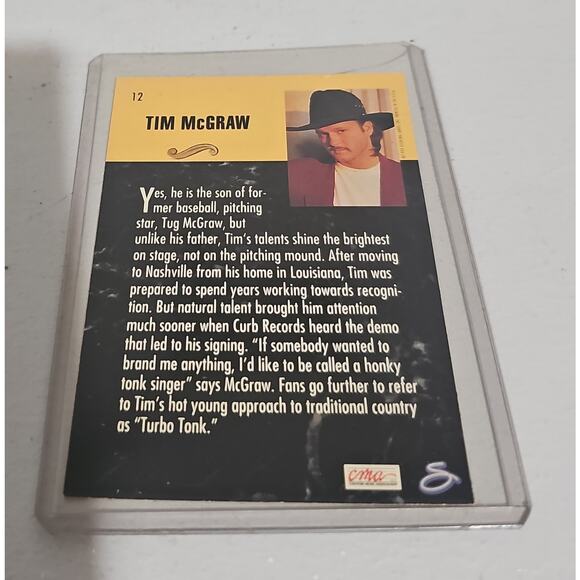 12
TIM McGRAW
Yes, he is the son of for-
mer baseball, pitching
star, Tug McGraw, but
unlike his father, Tim's talents shine the brightest
on stage, not on the pitching mound. After moving
to Nashville from his home in Louisiana, Tim was
prepared to spend years working towards recogni-
tion. But natural talent brought him attention
much sooner when Curb Records heard the demo
that led to his signing. "If somebody wanted to
brand me anything, I'd like to be called a honky
tonk singer" says McGraw. Fans go further to refer
to Tim's hot young approach to traditional country
as "Turbo Tonk."
cma